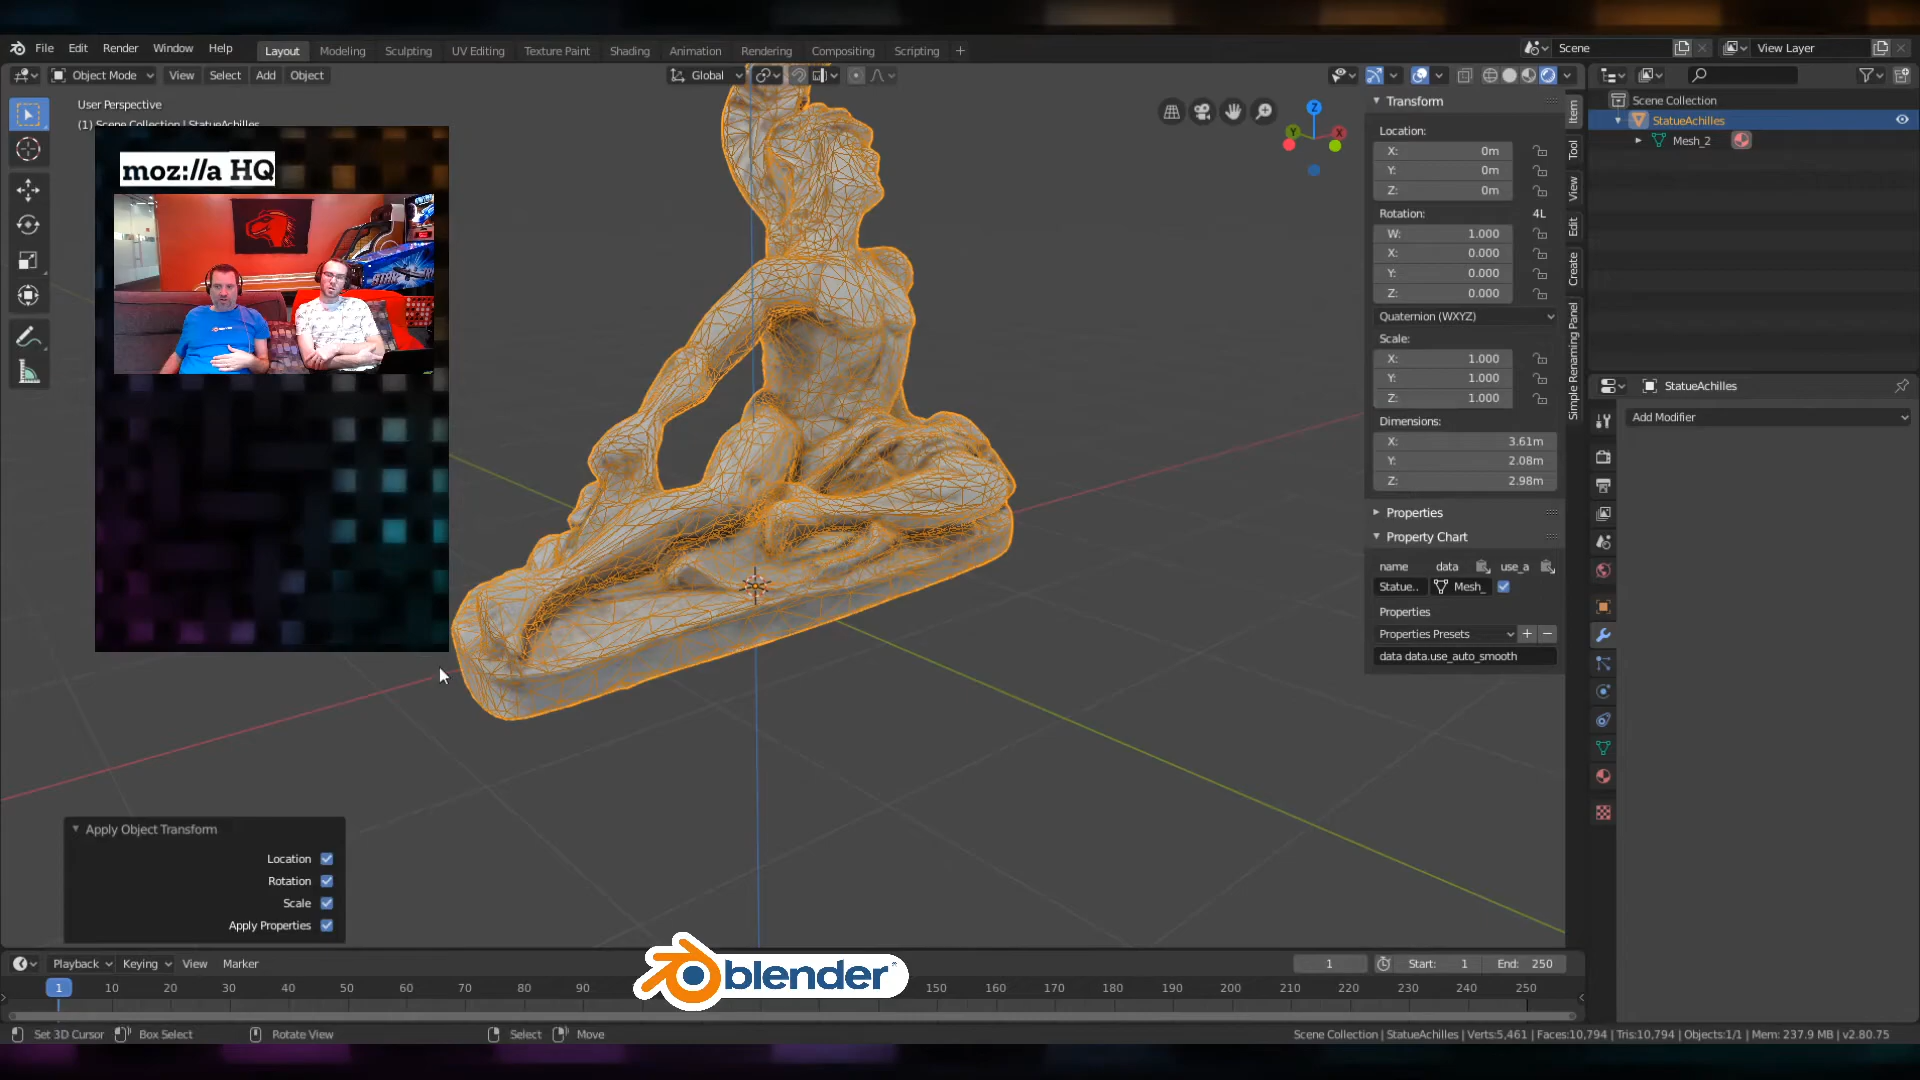 File Edit Render Window Help
Layout Modeling Sculpting UV Editing Texture Paint Shading Animation Rendering Compositing Scripting +
Scene
View Layer
Object Mode View Select Add Object
Global
User Perspective
(1) Scene Collection | StatueAchilles
moz://a HQ
Z
Y
X
Transform
Location:
X: 0m
Y: 0m
Z: 0m
Rotation: 4L
W: 1.000
X: 0.000
Y: 0.000
Z: 0.000
Quaternion (WXYZ)
Scale:
X: 1.000
Y: 1.000
Z: 1.000
Dimensions:
X: 3.61m
Y: 2.08m
Z: 2.98m
Properties
Property Chart
name data use_a
Statue.. Mesh_
Properties
Properties Presets
data data.use_auto_smooth
Item
Tool
View
Edit
Create
Simple Renaming Panel
Scene Collection
StatueAchilles
Mesh_2
StatueAchilles
Add Modifier
Apply Object Transform
Location
Rotation
Scale
Apply Properties
Playback Keying View Marker
1
Start: 1
End: 250
blender
1 10 20 30 40 50 60 70 80 90 150 160 170 180 190 200 210 220 230 240 250
Set 3D Cursor Box Select Rotate View Select Move
Scene Collection | StatueAchilles | Verts:5,461 | Faces:10,794 | Tris:10,794 | Objects:1/1 | Mem: 237.9 MB | v2.80.75